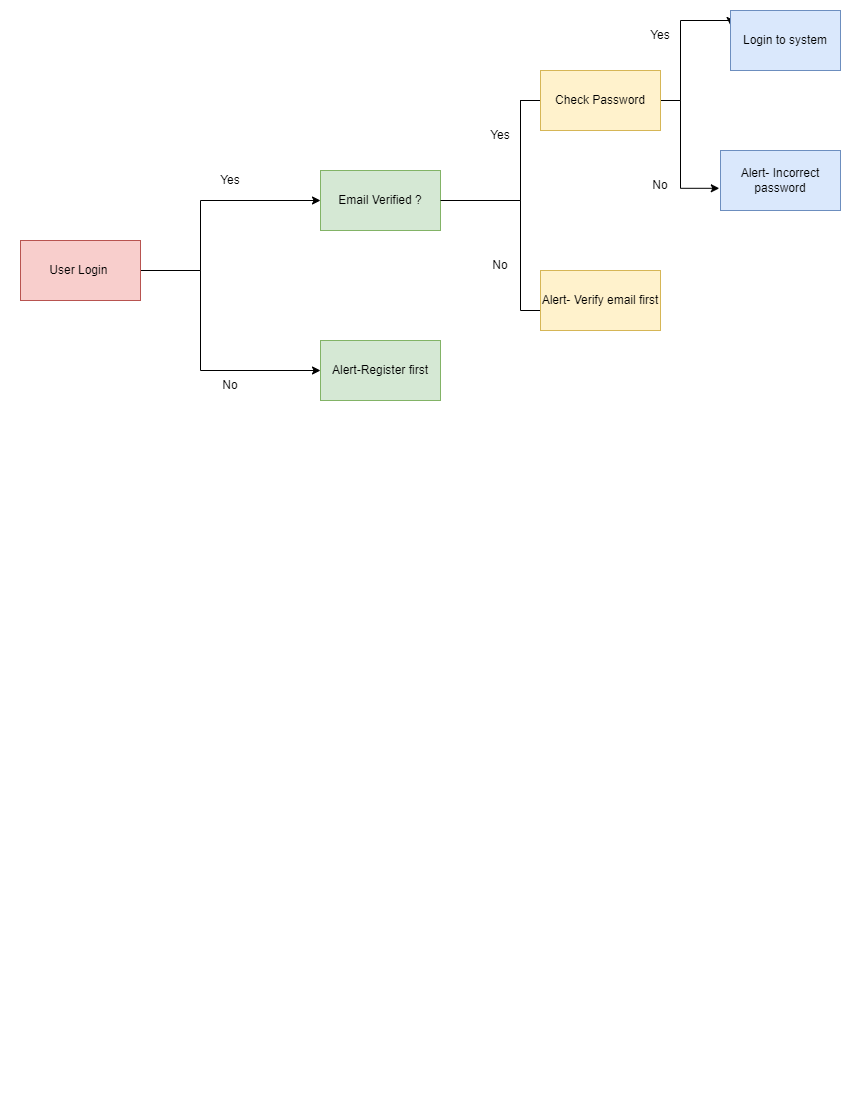 Yes
Login to system
Check Password
Yes
Alert- Incorrect
password
No
Yes
Email Verified ?
User Login
No
Alert- Verify email first
Alert-Register first
No